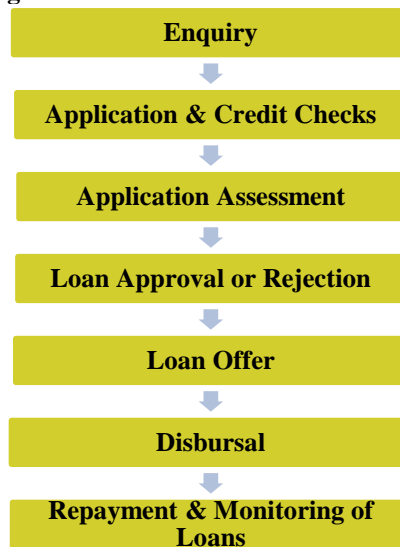 Enquiry
Application & Credit Checks
Application Assessment
Loan Approval or Rejection
Loan Offer
Disbursal
Repayment & Monitoring of
Loans